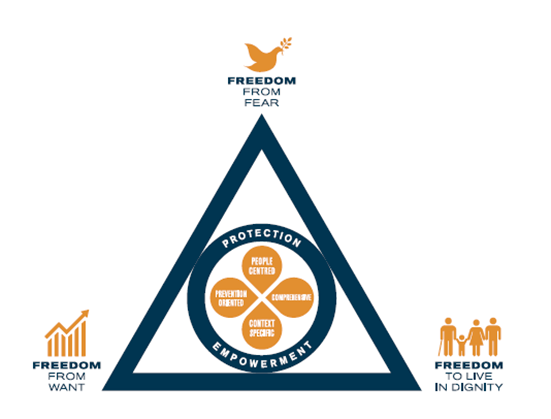 FREEDOM
FROM
FEAR
PROTECTION
PEOPLE
CENTRED
PREVENTION
ORIENTED
COMPREHENSIVE
CONTEXT
SPECIFIC
EMPOWERMENT
FREEDOM
FROM
WANT
FREEDOM
TO LIVE
IN DIGNITY